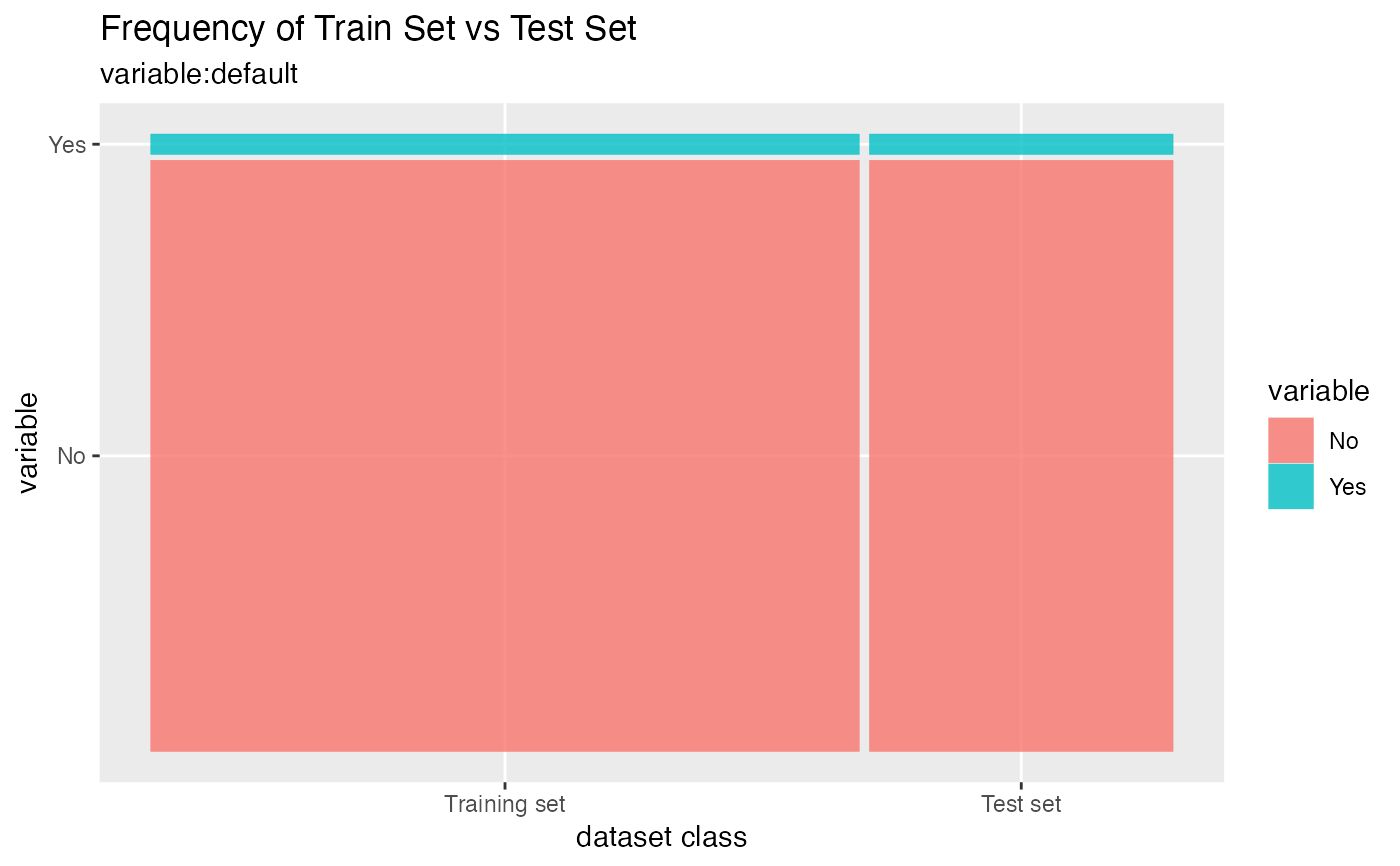 Frequency of Train Set vs Test Set
variable:default
Yes
No
variable
Training set
Test set
dataset class
variable
No
Yes